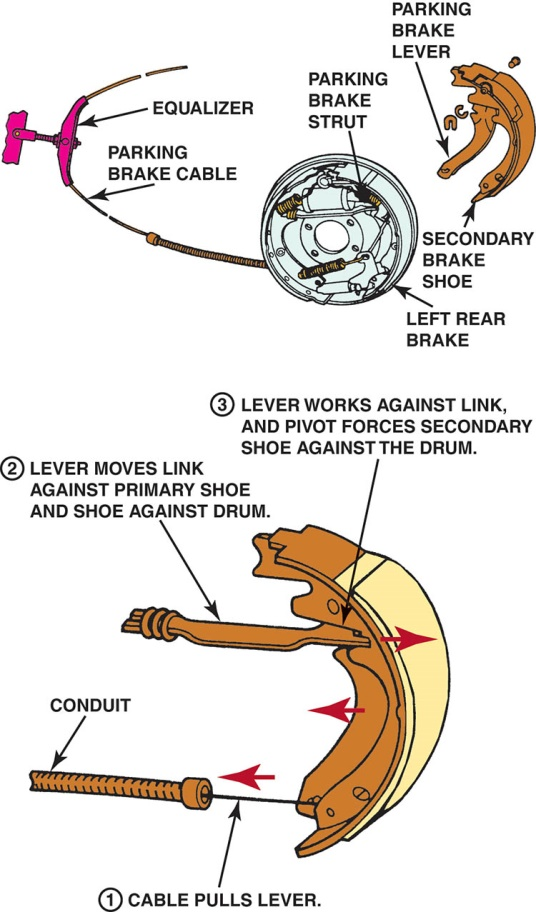 PARKING
BRAKE
LEVER
PARKING
BRAKE
STRUT
EQUALIZER
PARKING
BRAKE CABLE
SECONDARY
BRAKE
SHOE
LEFT REAR
BRAKE
3 LEVER WORKS AGAINST LINK,
AND PIVOT FORCES SECONDARY
SHOE AGAINST THE DRUM.
2 LEVER MOVES LINK
AGAINST PRIMARY SHOE
AND SHOE AGAINST DRUM.
CONDUIT
1 CABLE PULLS LEVER.